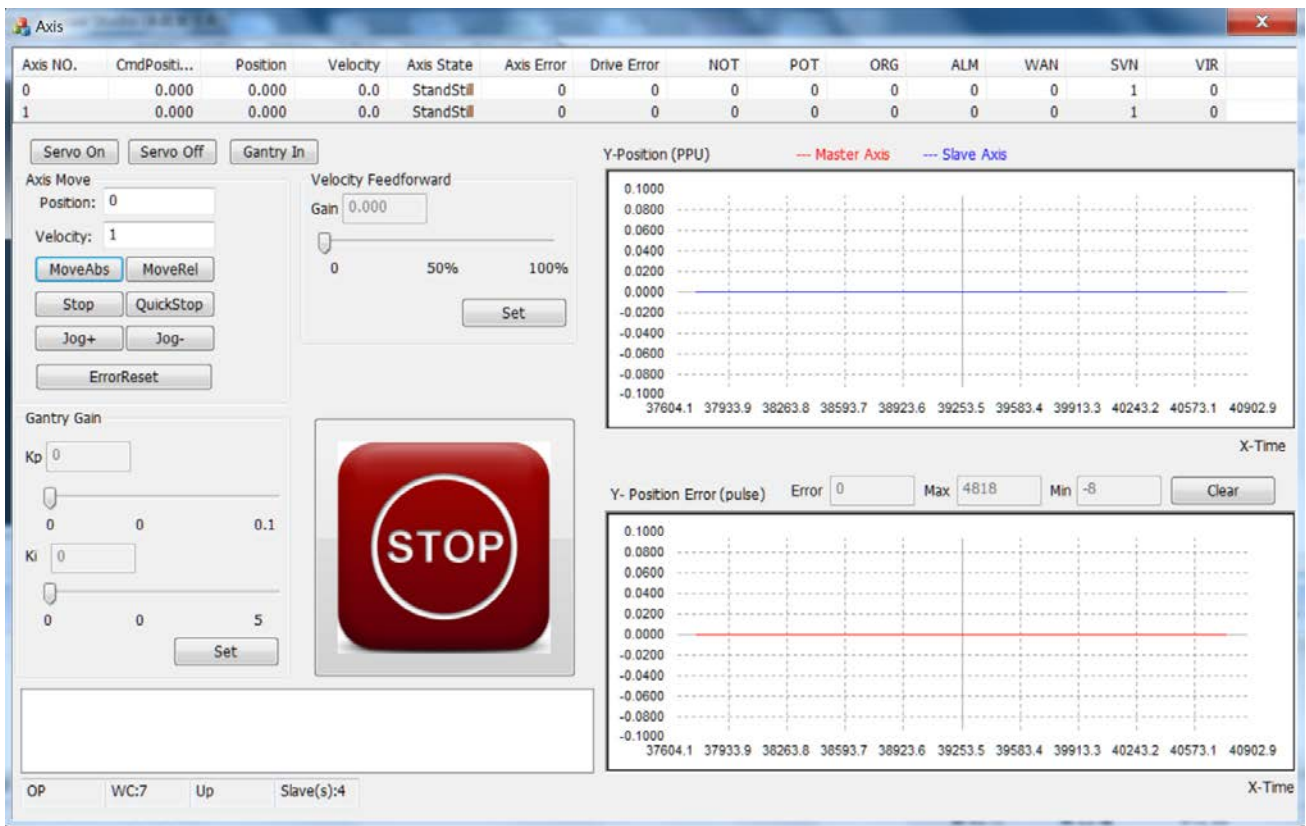 Axis
Axis NO. CmdPositi... Position Velocity Axis State Axis Error Drive Error NOT POT ORG ALM WAN SVN VIR
0 0.000 0.000 0.0 StandStill 0 0 0 0 0 0 0 1 0
1 0.000 0.000 0.0 StandStill 0 0 0 0 0 0 0 1 0
Servo On Servo Off Gantry In
Axis Move
Position: 0
Velocity: 1
MoveAbs MoveRel
Stop QuickStop
Jog+ Jog-
ErrorReset
Velocity Feedforward
Gain 0.000
0 50% 100%
Set
Gantry Gain
Kp 0
0 0 0.1
Ki 0
0 0 5
Set
STOP
Y-Position (PPU) --- Master Axis --- Slave Axis
0.1000
0.0800
0.0600
0.0400
0.0200
0.0000
-0.0200
-0.0400
-0.0600
-0.0800
-0.1000
37604.1 37933.9 38263.8 38593.7 38923.6 39253.5 39583.4 39913.3 40243.2 40573.1 40902.9
X-Time
Y- Position Error (pulse) Error 0 Max 4818 Min -8 Clear
0.1000
0.0800
0.0600
0.0400
0.0200
0.0000
-0.0200
-0.0400
-0.0600
-0.0800
-0.1000
37604.1 37933.9 38263.8 38593.7 38923.6 39253.5 39583.4 39913.3 40243.2 40573.1 40902.9
X-Time
OP WC:7 Up Slave(s):4